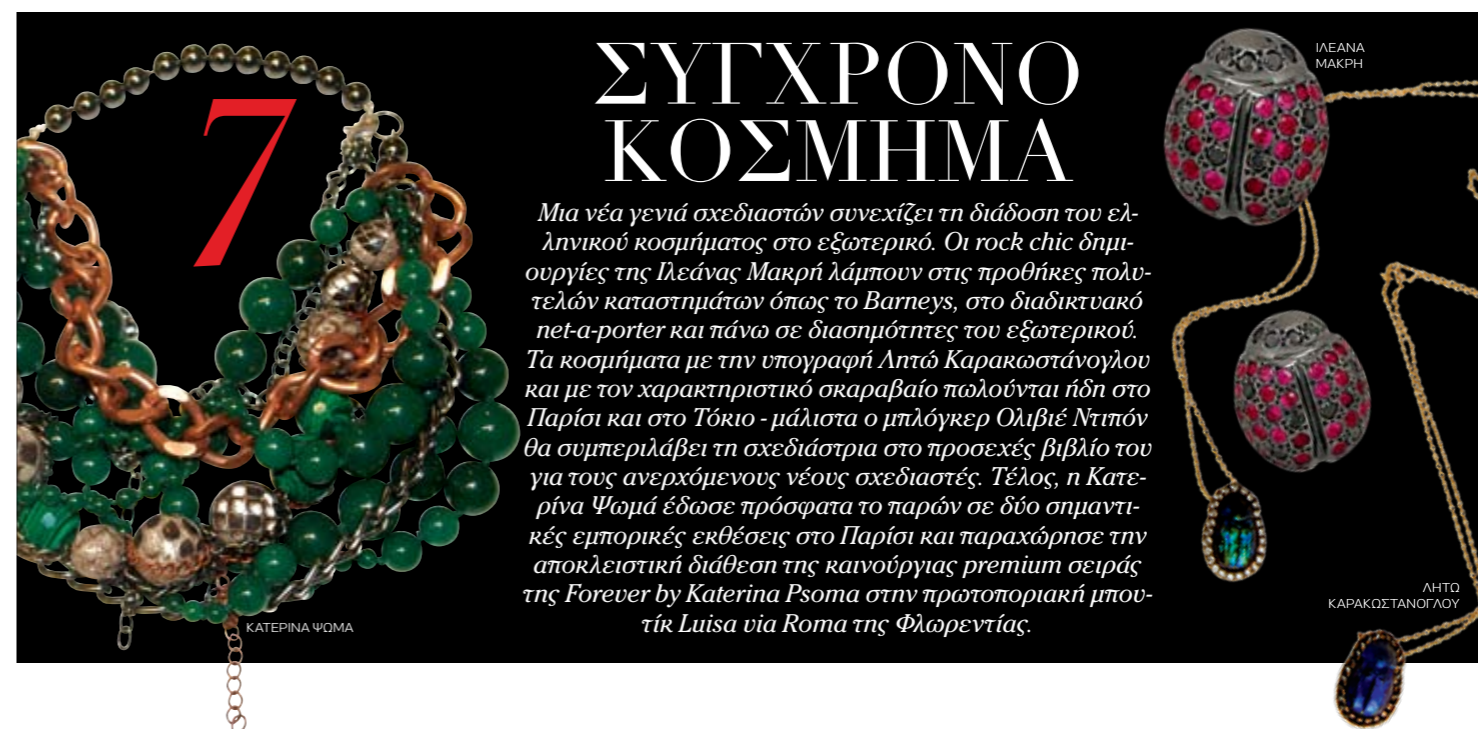 7
ΣΥΓΧΡΟΝΟ
ΚΟΣΜΗΜΑ
Μια νέα γενιά σχεδιαστών συνεχίζει τη διάδοση του ελ-
ληνικού κοσμήματος στο εξωτερικό. Οι rock chic δημι-
ουργίες της Ιλεάνας Μακρή λάμπουν στις προθήκες πολυ-
τελών καταστημάτων όπως το Barneys, στο διαδικτυακό
net-a-porter και πάνω σε διασημότητες του εξωτερικού.
Τα κοσμήματα με την υπογραφή Λητώ Καρακωστάνογλου
και με τον χαρακτηριστικό σκαραβαίο πωλούνται ήδη στο
Παρίσι και στο Τόκιο - μάλιστα ο μπλόγκερ Ολιβιέ Ντιπόν
θα συμπεριλάβει τη σχεδιάστρια στο προσεχές βιβλίο του
για τους ανερχόμενους νέους σχεδιαστές. Τέλος, η Κατε-
ρίνα Ψωμά έδωσε πρόσφατα το παρών σε δύο σημαντι-
κές εμπορικές εκθέσεις στο Παρίσι και παραχώρησε την
αποκλειστική διάθεση της καινούργιας premium σειράς
της Forever by Katerina Psoma στην πρωτοποριακή μπου-
τίκ Luisa via Roma της Φλωρεντίας.
ΚΑΤΕΡΙΝΑ ΨΩΜΑ
ΙΛΕΑΝΑ
ΜΑΚΡΗ
ΛΗΤΩ
ΚΑΡΑΚΩΣΤΑΝΟΓΛΟΥ